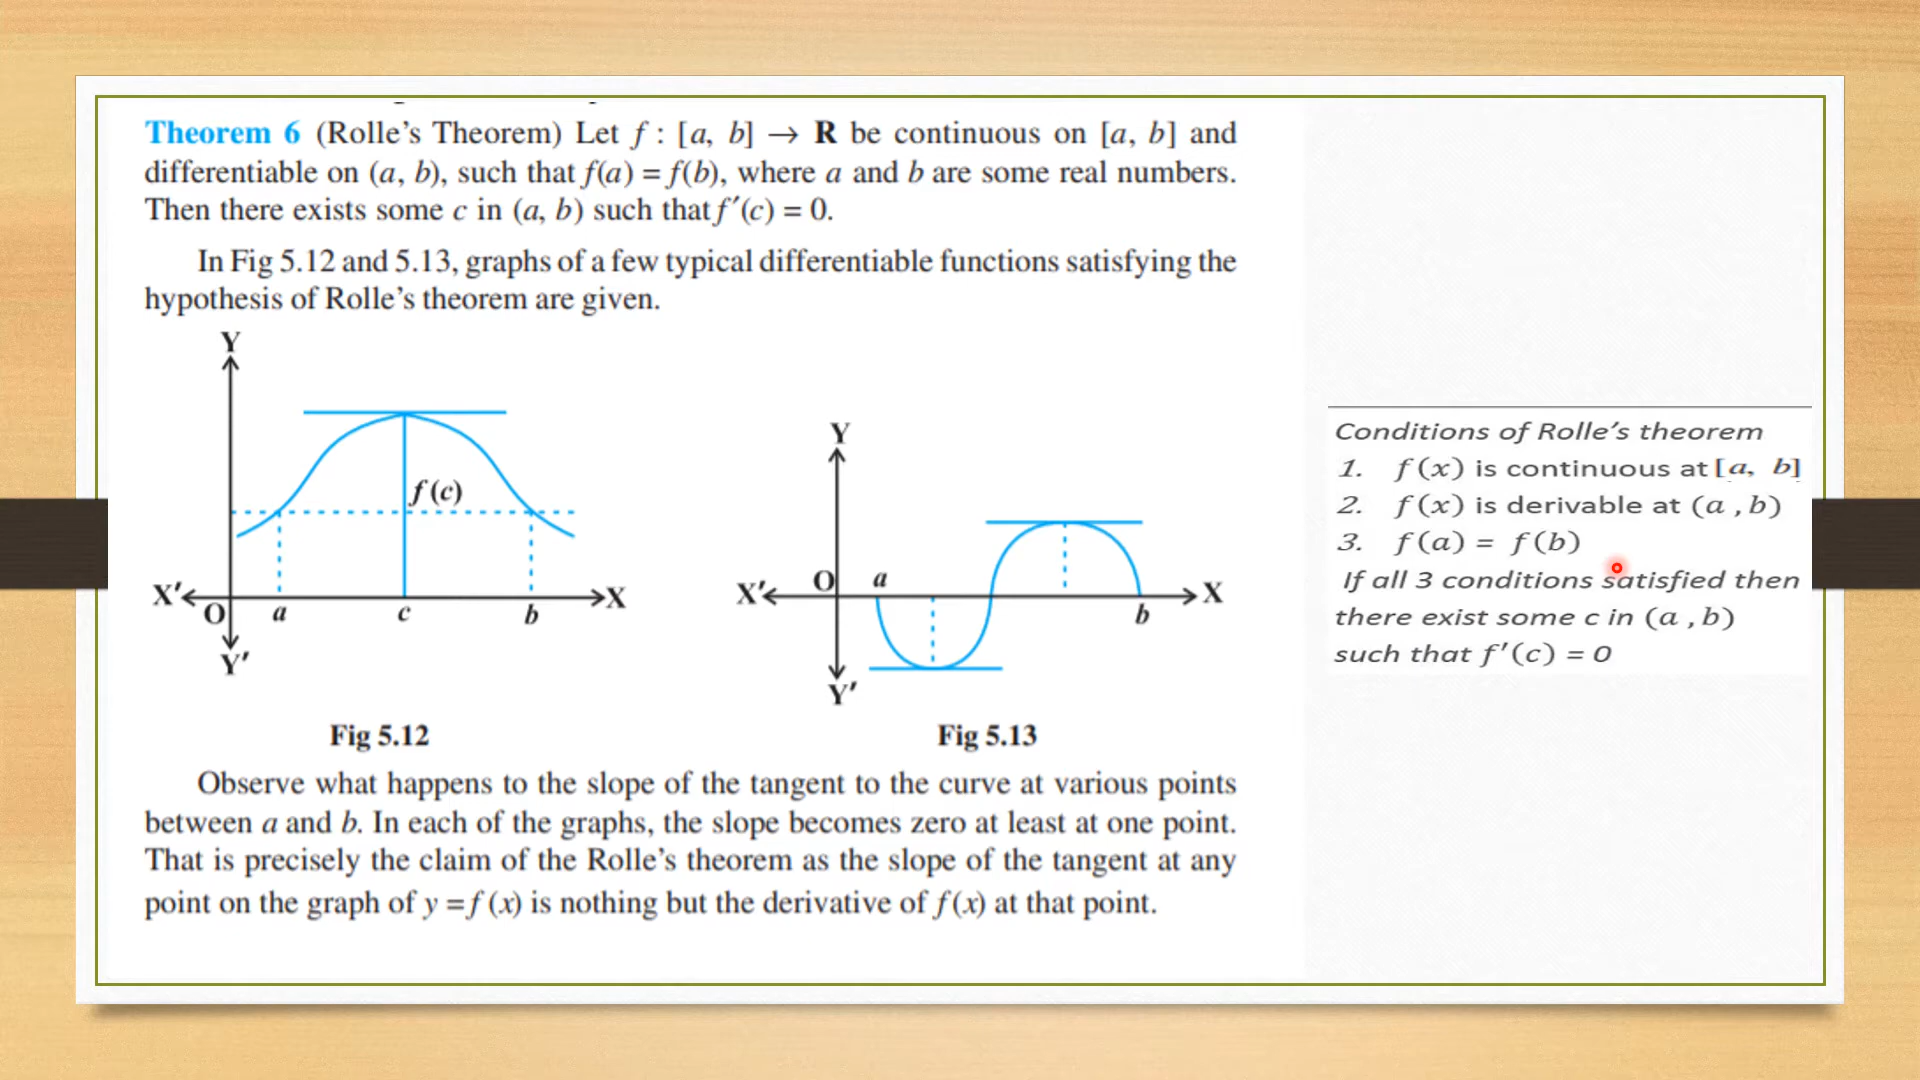 Theorem 6 (Rolle's Theorem) Let f : [a, b] → R be continuous on [a, b] and
differentiable on (a, b), such that f(a) = f(b), where a and b are some real numbers.
Then there exists some c in (a, b) such that f′(c) = 0.
In Fig 5.12 and 5.13, graphs of a few typical differentiable functions satisfying the
hypothesis of Rolle's theorem are given.
Y
f (c)
X′
X
O
a
c
b
Y′
Fig 5.12
Y
X′
O
a
X
b
Y′
Fig 5.13
Observe what happens to the slope of the tangent to the curve at various points
between a and b. In each of the graphs, the slope becomes zero at least at one point.
That is precisely the claim of the Rolle's theorem as the slope of the tangent at any
point on the graph of y = f (x) is nothing but the derivative of f (x) at that point.
Conditions of Rolle's theorem
1. f (x) is continuous at [a, b]
2. f (x) is derivable at (a , b)
3. f (a) = f (b)
If all 3 conditions satisfied then
there exist some c in (a , b)
such that f′(c) = 0